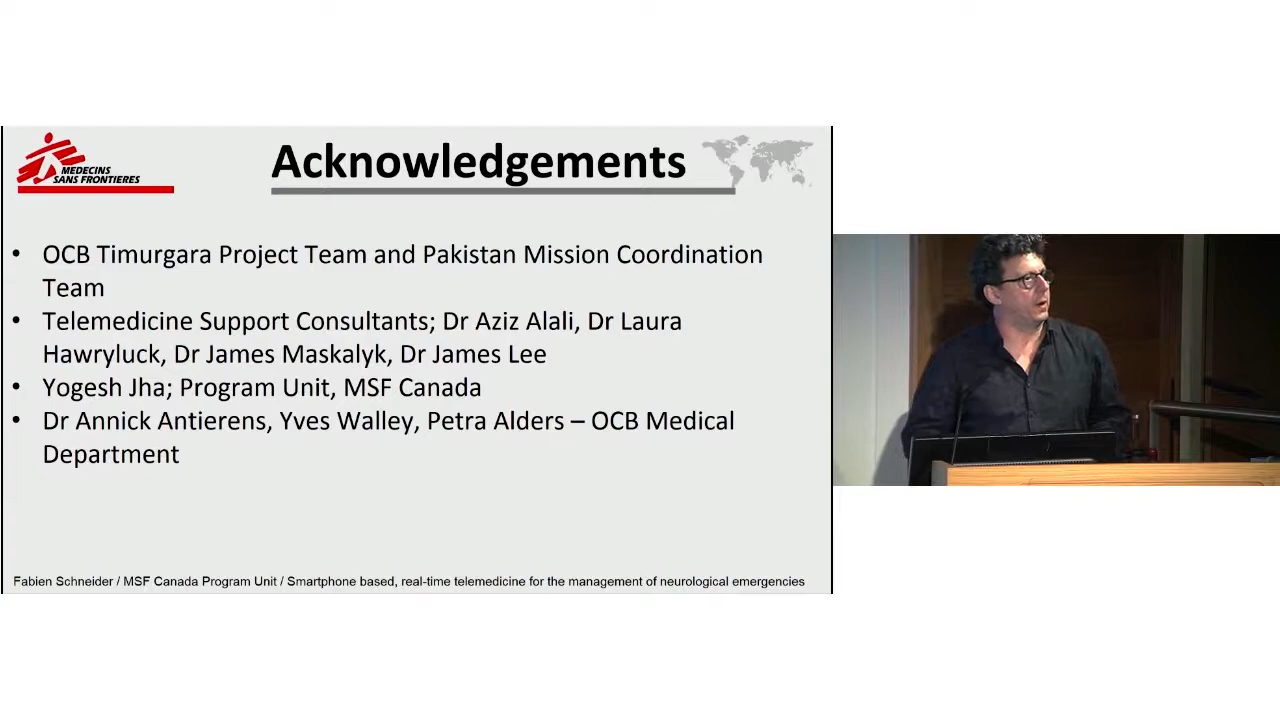 MEDECINS
SANS FRONTIERES
Acknowledgements
• OCB Timurgara Project Team and Pakistan Mission Coordination
Team
• Telemedicine Support Consultants; Dr Aziz Alali, Dr Laura
Hawryluck, Dr James Maskalyk, Dr James Lee
• Yogesh Jha; Program Unit, MSF Canada
• Dr Annick Antierens, Yves Walley, Petra Alders – OCB Medical
Department
Fabien Schneider / MSF Canada Program Unit / Smartphone based, real-time telemedicine for the management of neurological emergencies